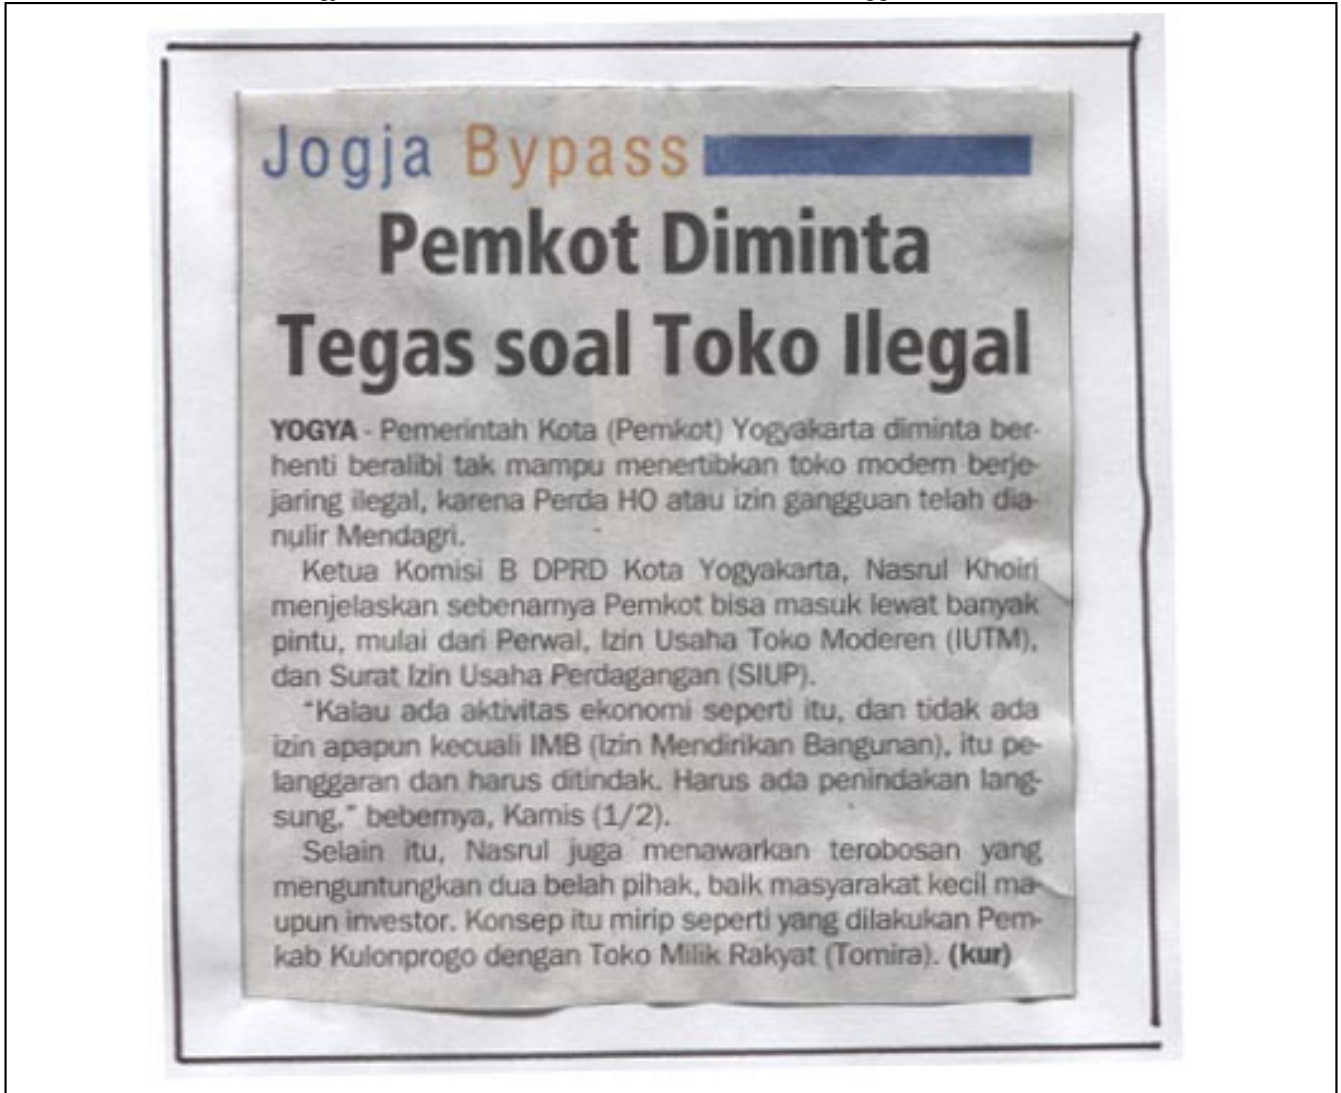 Jogja Bypass
Pemkot Diminta
Tegas soal Toko Ilegal
YOGYA - Pemerintah Kota (Pemkot) Yogyakarta diminta ber-
henti beralibi tak mampu menertibkan toko modern berje-
jaring ilegal, karena Perda HO atau izin gangguan telah dia-
nulir Mendagri.
Ketua Komisi B DPRD Kota Yogyakarta, Nasrul Khoiri
menjelaskan sebenarnya Pemkot bisa masuk lewat banyak
pintu, mulai dari Perwal, Izin Usaha Toko Moderen (IUTM),
dan Surat Izin Usaha Perdagangan (SIUP).
"Kalau ada aktivitas ekonomi seperti itu, dan tidak ada
izin apapun kecuali IMB (Izin Mendirikan Bangunan), itu pe-
langgaran dan harus ditindak. Harus ada penindakan lang-
sung," bebernya, Kamis (1/2).
Selain itu, Nasrul juga menawarkan terobosan yang
menguntungkan dua belah pihak, baik masyarakat kecil ma-
upun investor. Konsep itu mirip seperti yang dilakukan Pem-
kab Kulonprogo dengan Toko Milik Rakyat (Tomira). (kur)